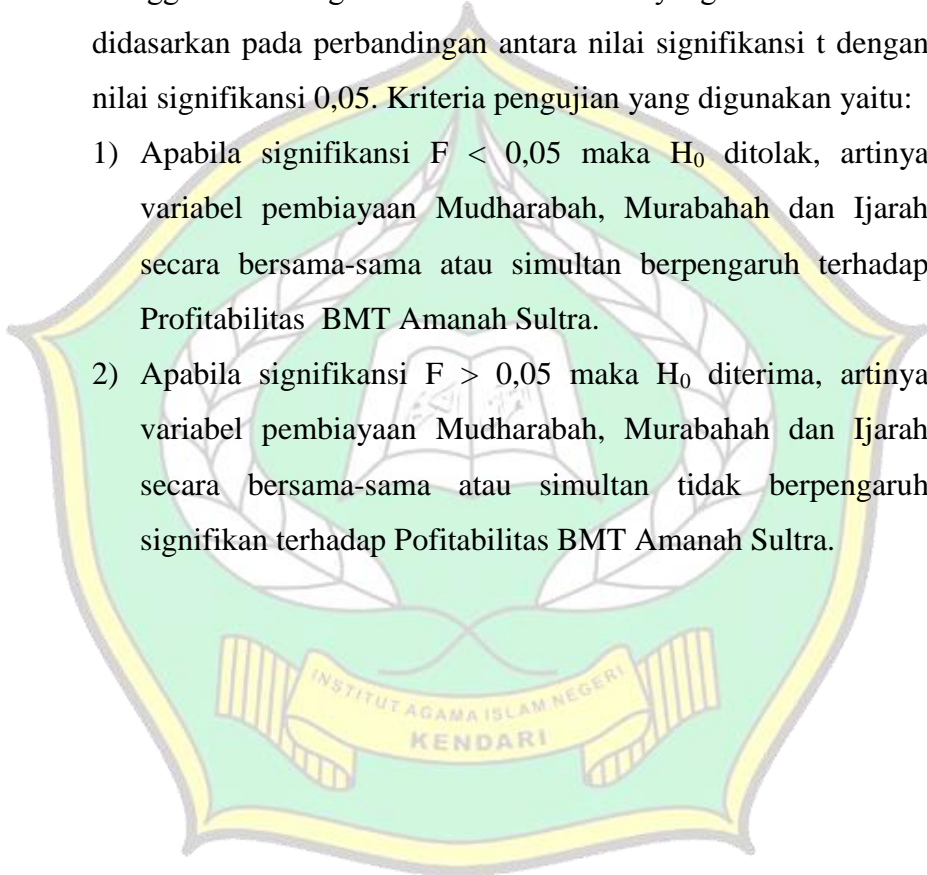 didasarkan pada perbandingan antara nilai signifikansi t dengan
nilai signifikansi 0,05. Kriteria pengujian yang digunakan yaitu:
1) Apabila signifikansi F < 0,05 maka H₀ ditolak, artinya
variabel pembiayaan Mudharabah, Murabahah dan Ijarah
secara bersama-sama atau simultan berpengaruh terhadap
Profitabilitas BMT Amanah Sultra.
2) Apabila signifikansi F > 0,05 maka H₀ diterima, artinya
variabel pembiayaan Mudharabah, Murabahah dan Ijarah
secara bersama-sama atau simultan tidak berpengaruh
signifikan terhadap Pofitabilitas BMT Amanah Sultra.
INSTITUT AGAMA ISLAM NEGERI
KENDARI